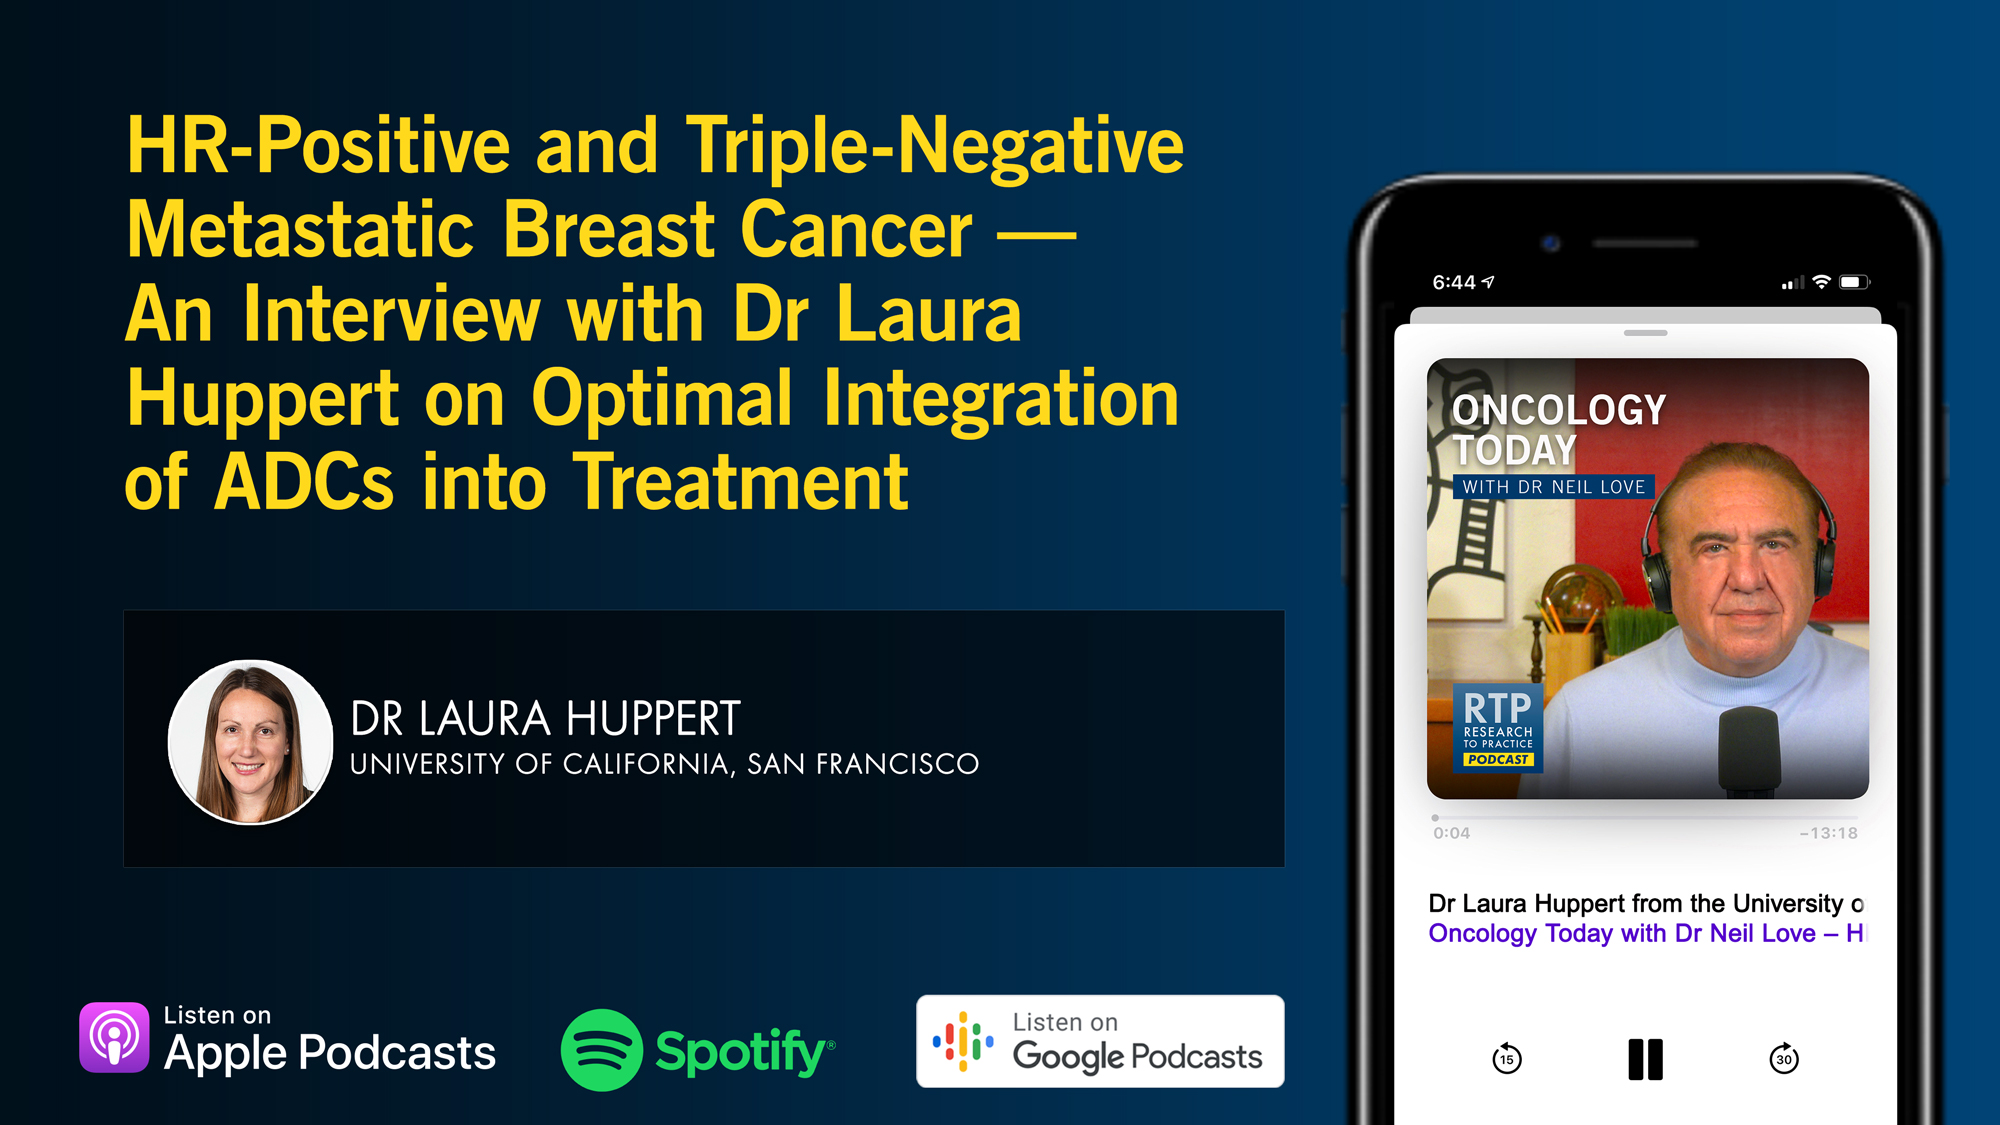 HR-Positive and Triple-Negative
Metastatic Breast Cancer —
An Interview with Dr Laura
Huppert on Optimal Integration
of ADCs into Treatment
DR LAURA HUPPERT
UNIVERSITY OF CALIFORNIA, SAN FRANCISCO
Listen on
Apple Podcasts
Spotify®
Listen on
Google Podcasts
6:44
ONCOLOGY
TODAY
WITH DR NEIL LOVE
RTP
RESEARCH
TO PRACTICE
PODCAST
0:04 −13:18
Dr Laura Huppert from the University o
Oncology Today with Dr Neil Love – H
15 30